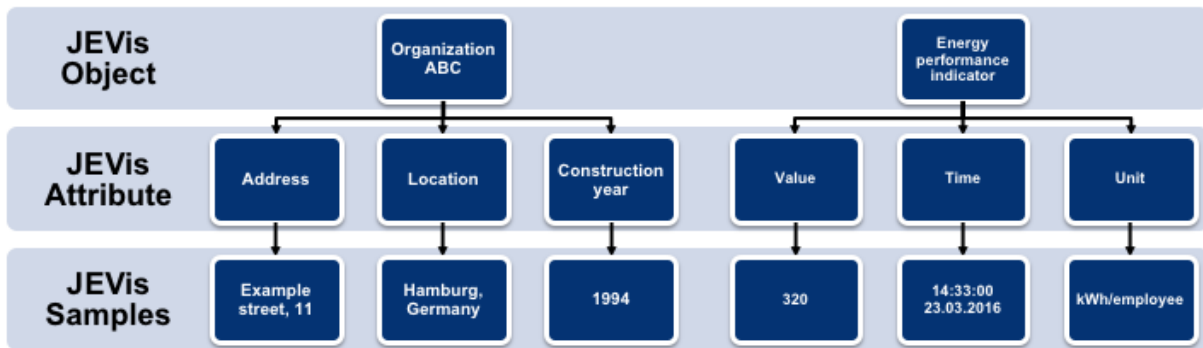 JEVis
Object
Organization
ABC
Energy
performance
indicator
JEVis
Attribute
Address
Location
Construction
year
Value
Time
Unit
JEVis
Samples
Example
street, 11
Hamburg,
Germany
1994
320
14:33:00
23.03.2016
kWh/employee